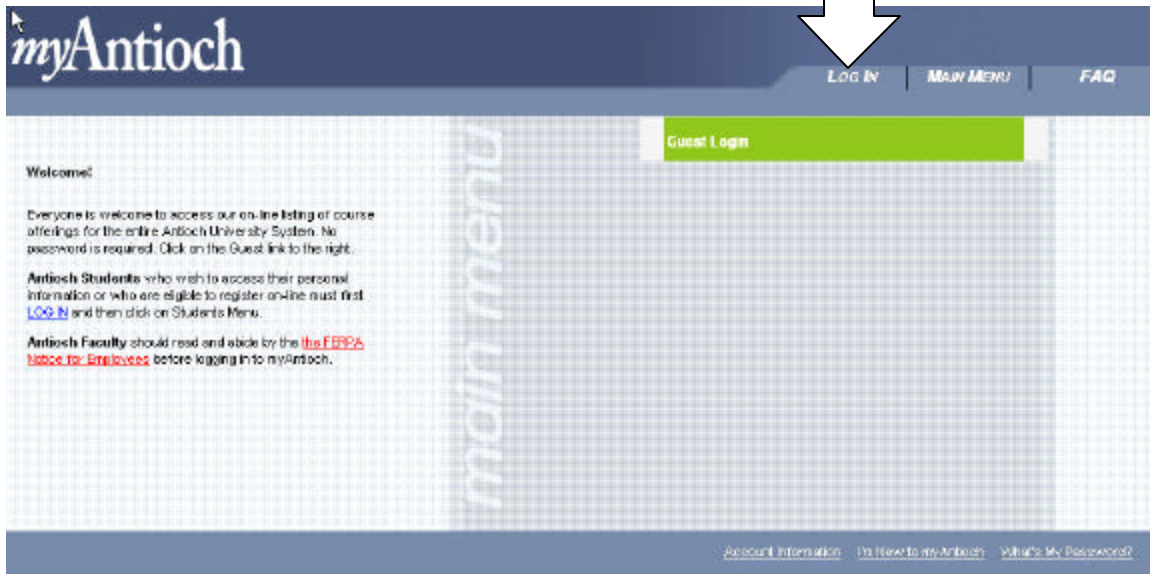 myAntioch
LOG IN
MAIN MENU
FAQ
Guest Login
Welcome!
Everyone is welcome to access our on-line listing of course
offerings for the entire Antioch University System. No
password is required. Click on the Guest link to the right.
Antioch Students who wish to access their personal
information or who are eligible to register on-line must first
LOG IN and then click on Students Menu.
Antioch Faculty should read and abide by the the FERPA
Notice for Employees before logging in to myAntioch.
main menu
Account Information
I'm New to myAntioch
What's My Password?